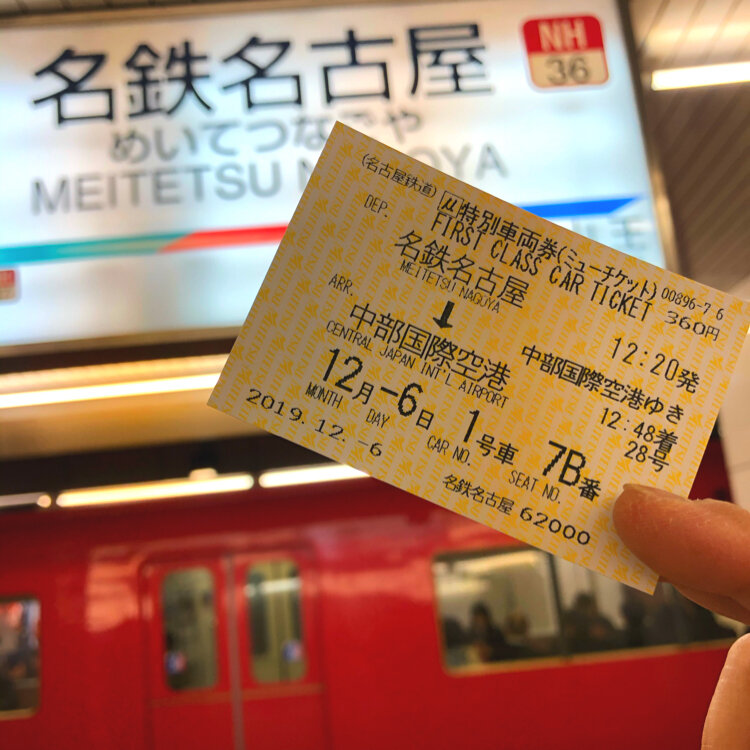 名鉄名古屋
NH
36
めいてつなごや
MEITETSU NAGOYA
(名古屋鉄道)
μ特別車両券(ミューチケット) 00896-76
DEP.
FIRST CLASS CAR TICKET 360円
名鉄名古屋
MEITETSU NAGOYA
12:20発
ARR.
中部国際空港
中部国際空港ゆき
CENTRAL JAPAN INT'L AIRPORT
12:48着
28号
12月-6日 1号車 7B番
MONTH DAY CAR NO. SEAT NO.
2019.12.-6
名鉄名古屋 62000